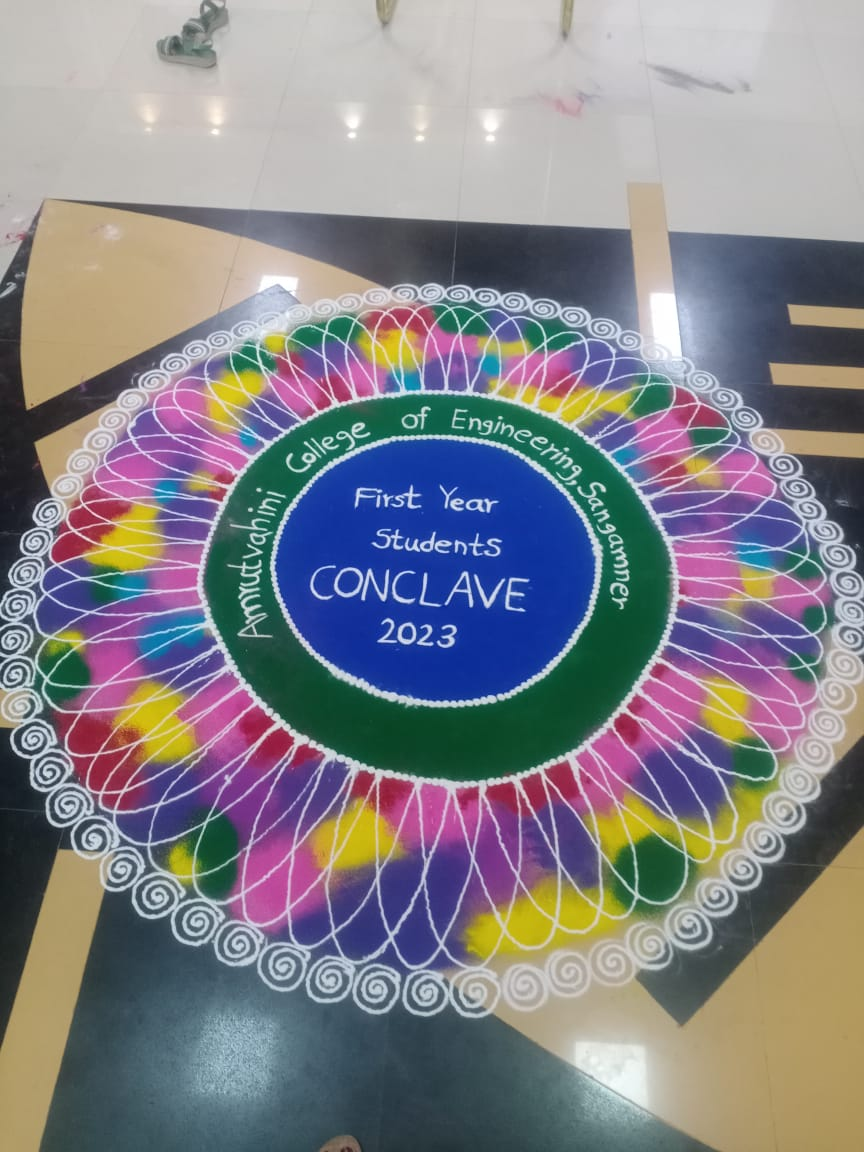 Amrutvahini College of Engineering, Sangamner
First Year
Students
CONCLAVE
2023